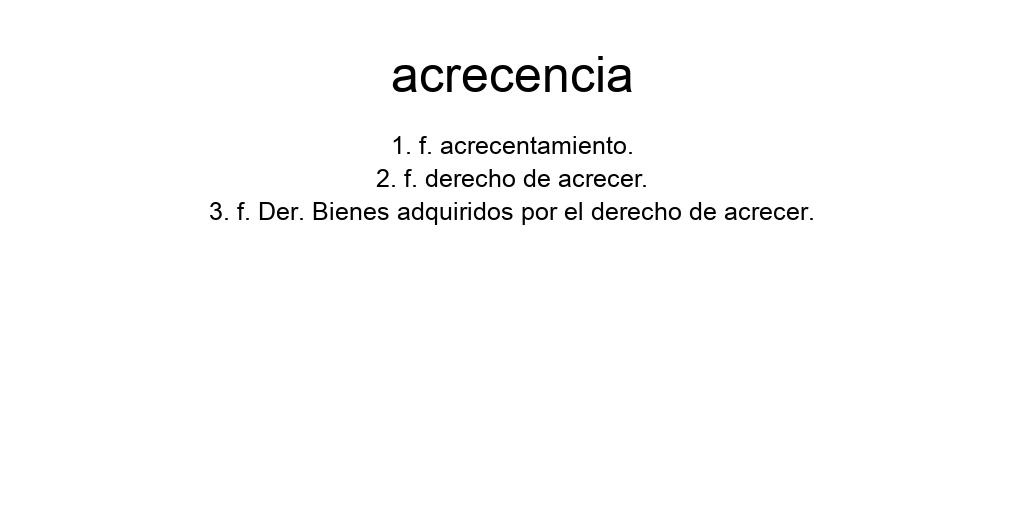 acrecencia
1. f. acrecentamiento.
2. f. derecho de acrecer.
3. f. Der. Bienes adquiridos por el derecho de acrecer.